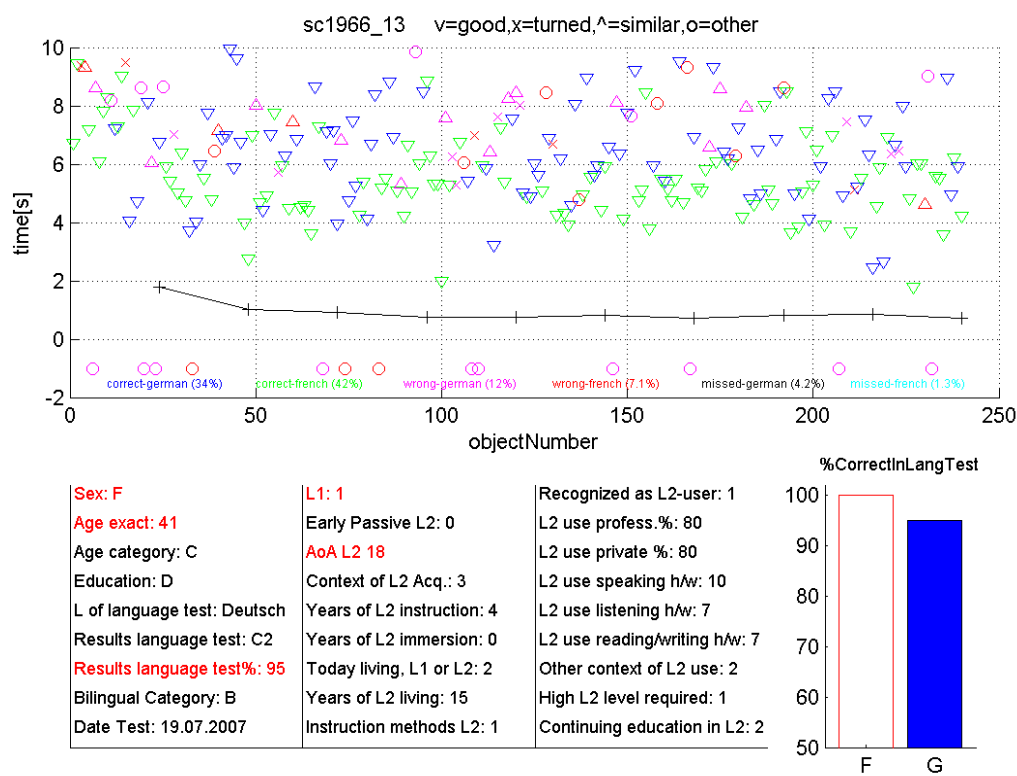 sc1966_13 v=good,x=turned,^=similar,o=other
10
8
6
4
2
0
-2
time[s]
correct-german (34%)
correct-french (42%)
wrong-german (12%)
wrong-french (7.1%)
missed-german (4.2%)
missed-french (1.3%)
0
50
100
150
200
250
objectNumber
Sex: F
Age exact: 41
Age category: C
Education: D
L of language test: Deutsch
Results language test: C2
Results language test%: 95
Bilingual Category: B
Date Test: 19.07.2007
L1: 1
Early Passive L2: 0
AoA L2 18
Context of L2 Acq.: 3
Years of L2 instruction: 4
Years of L2 immersion: 0
Today living, L1 or L2: 2
Years of L2 living: 15
Instruction methods L2: 1
Recognized as L2-user: 1
L2 use profess.%: 80
L2 use private %: 80
L2 use speaking h/w: 10
L2 use listening h/w: 7
L2 use reading/writing h/w: 7
Other context of L2 use: 2
High L2 level required: 1
Continuing education in L2: 2
%CorrectInLangTest
100
90
80
70
60
50
F
G